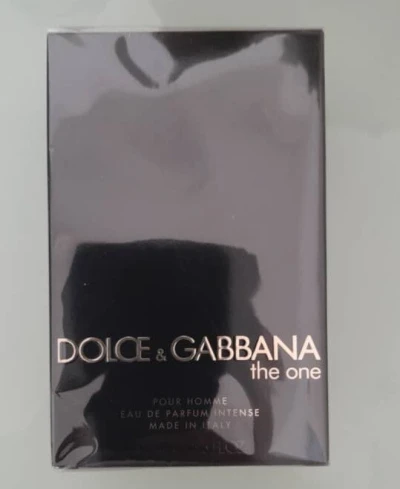 DOLCE & GABBANA
the one
POUR HOMME
EAU DE PARFUM INTENSE
MADE IN ITALY